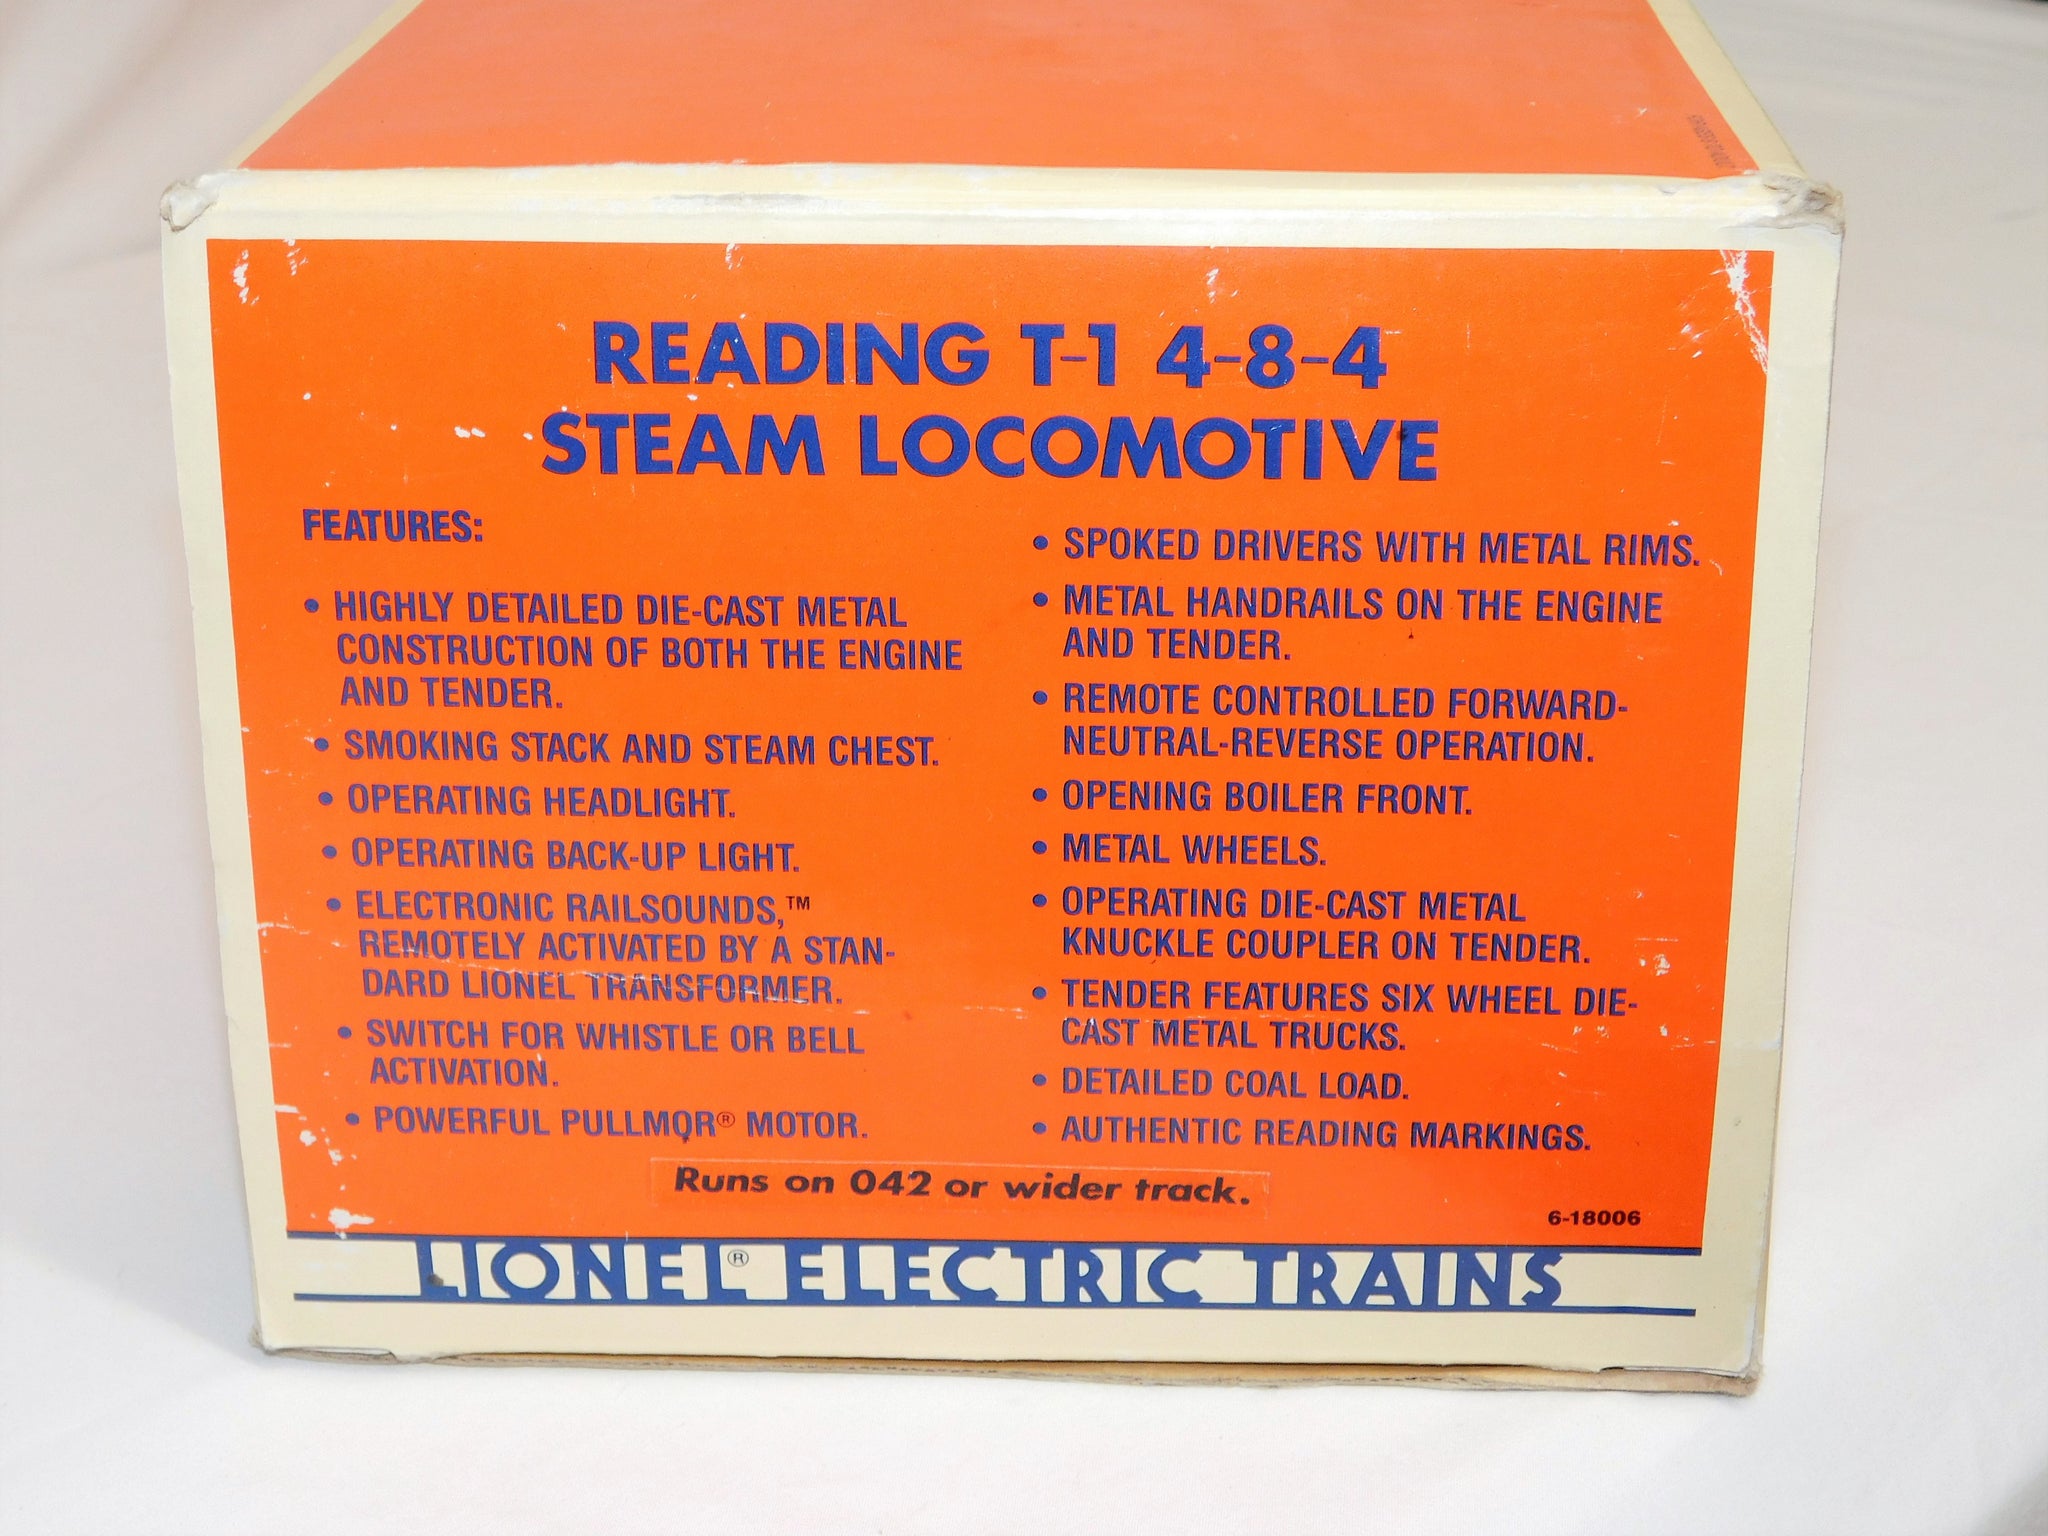 READING T-1 4-8-4
STEAM LOCOMOTIVE
FEATURES:
• HIGHLY DETAILED DIE-CAST METAL
CONSTRUCTION OF BOTH THE ENGINE
AND TENDER.
• SMOKING STACK AND STEAM CHEST.
• OPERATING HEADLIGHT.
• OPERATING BACK-UP LIGHT.
• ELECTRONIC RAILSOUNDS,™
REMOTELY ACTIVATED BY A STAN-
DARD LIONEL TRANSFORMER.
• SWITCH FOR WHISTLE OR BELL
ACTIVATION.
• POWERFUL PULLMOR® MOTOR.
• SPOKED DRIVERS WITH METAL RIMS.
• METAL HANDRAILS ON THE ENGINE
AND TENDER.
• REMOTE CONTROLLED FORWARD-
NEUTRAL-REVERSE OPERATION.
• OPENING BOILER FRONT.
• METAL WHEELS.
• OPERATING DIE-CAST METAL
KNUCKLE COUPLER ON TENDER.
• TENDER FEATURES SIX WHEEL DIE-
CAST METAL TRUCKS.
• DETAILED COAL LOAD.
• AUTHENTIC READING MARKINGS.
Runs on 042 or wider track.
6-18006
LIONEL® ELECTRIC TRAINS